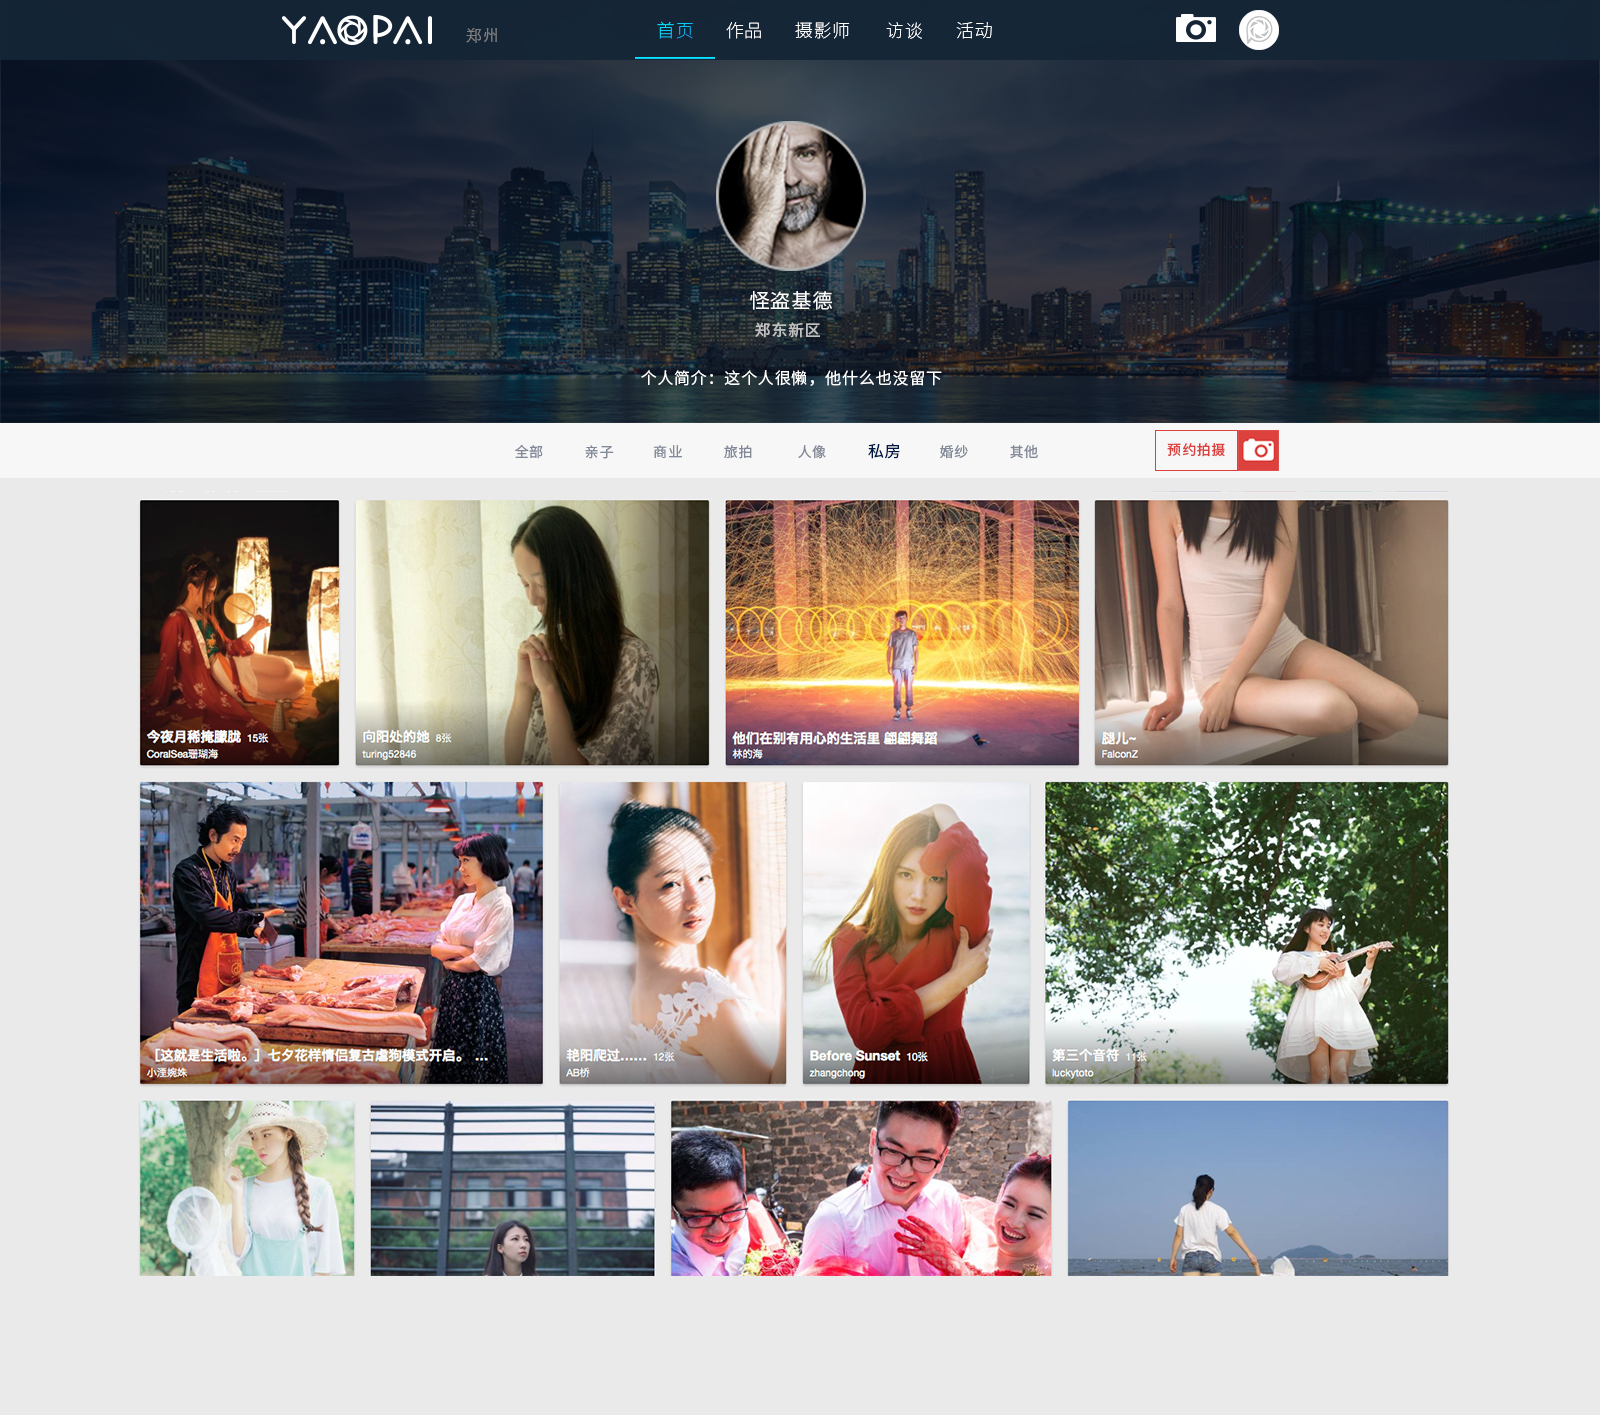 YAOPAI 郑州 首页 作品 摄影师 访谈 活动
怪盗基德
郑东新区
个人简介：这个人很懒，他什么也没留下
全部 亲子 商业 旅拍 人像 私房 婚纱 其他 预约拍摄
今夜月稀掩朦胧 15张
CoralSea珊瑚海
向阳处的她 8张
turing52846
他们在别有用心的生活里 翩翩舞蹈
林的海
腿儿~
FalconZ
［这就是生活啦。］七夕花样情侣复古虐狗模式开启。 ...
小湮婉姝
艳阳爬过...... 12张
AB桥
Before Sunset 10张
zhangchong
第三个音符 11张
luckytoto